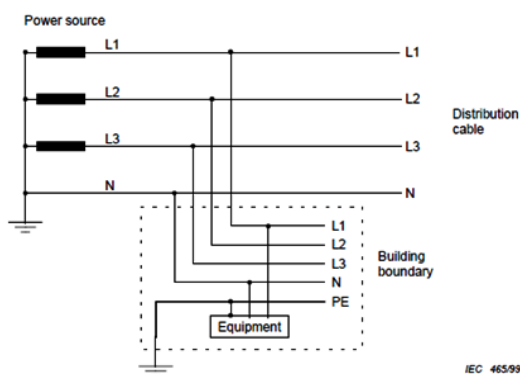 Power source
L1
L1
L2
L2
L3
L3
Distribution
cable
N
N
L1
L2
L3
N
PE
Building
boundary
Equipment
IEC 465/99